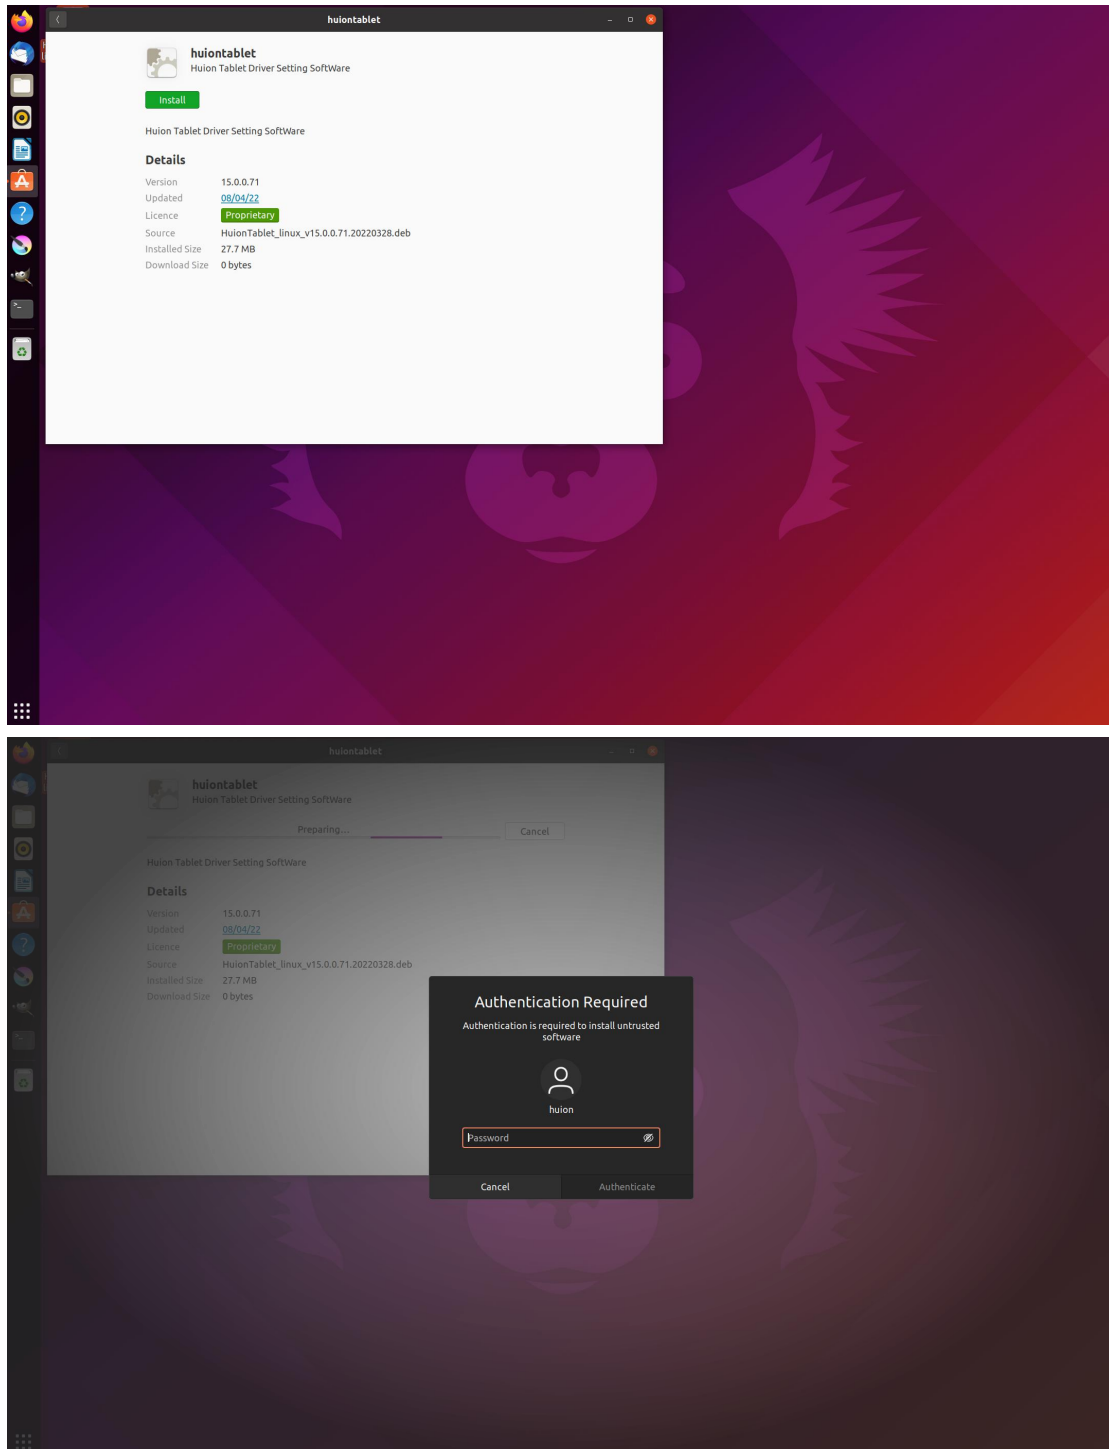 huiontablet
huiontablet
Huion Tablet Driver Setting SoftWare
Install
Huion Tablet Driver Setting SoftWare
Details
Version 15.0.0.71
Updated 08/04/22
Licence Proprietary
Source HuionTablet_linux_v15.0.0.71.20220328.deb
Installed Size 27.7 MB
Download Size 0 bytes
huiontablet
huiontablet
Huion Tablet Driver Setting SoftWare
Preparing...
Cancel
Huion Tablet Driver Setting SoftWare
Details
Version 15.0.0.71
Updated 08/04/22
Licence Proprietary
Source HuionTablet_linux_v15.0.0.71.20220328.deb
Installed Size 27.7 MB
Download Size 0 bytes
Authentication Required
Authentication is required to install untrusted
software
huion
Password
Cancel Authenticate